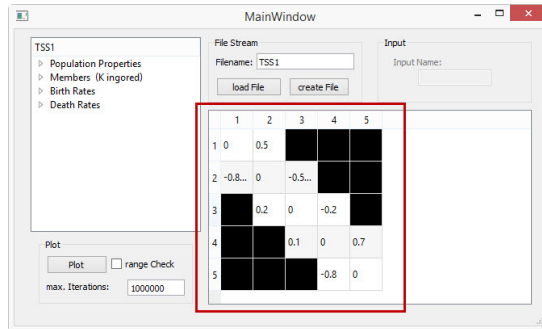 MainWindow
TSS1
Population Properties
Members (K ingored)
Birth Rates
Death Rates
File Stream
Filename: TSS1
load File create File
Input
Input Name:
1 2 3 4 5
1 0 0.5
2 -0.8... 0 -0.5...
3 0.2 0 -0.2
4 0.1 0 0.7
5 -0.8 0
Plot
Plot range Check
max. Iterations: 1000000